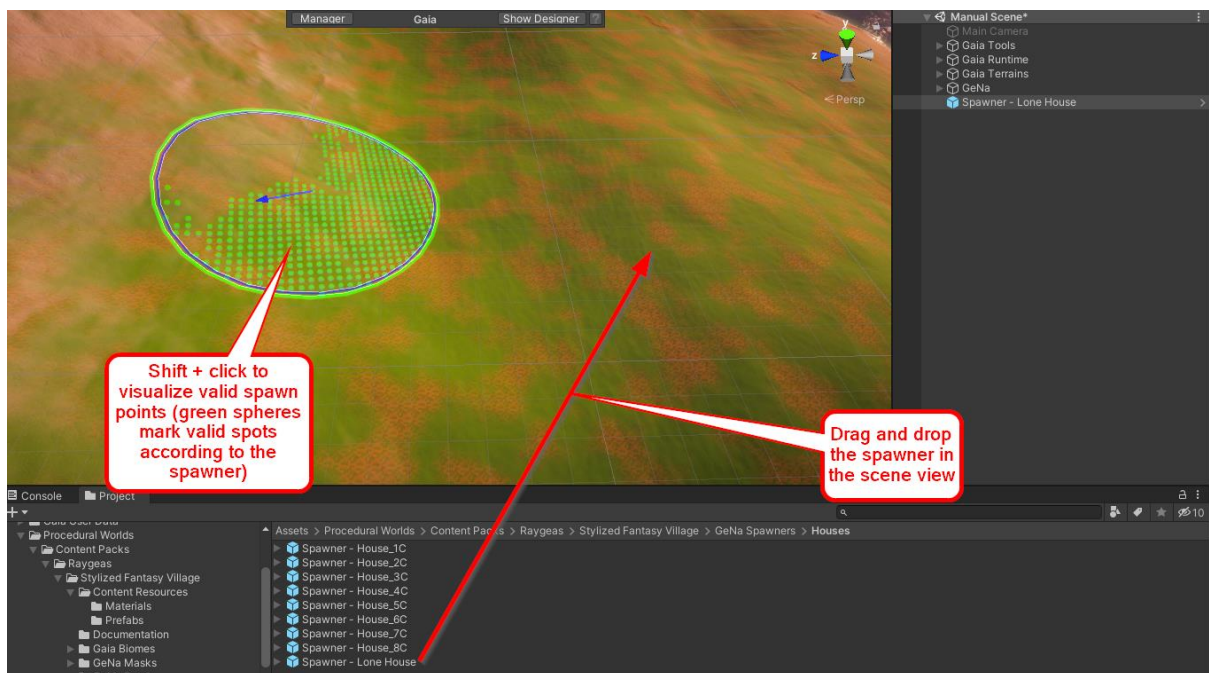 Manager
Gaia
Show Designer
?
y
z
Persp
Manual Scene*
Main Camera
Gaia Tools
Gaia Runtime
Gaia Terrains
GeNa
Spawner - Lone House
Shift + click to
visualize valid spawn
points (green spheres
mark valid spots
according to the
spawner)
Drag and drop
the spawner in
the scene view
Console
Project
10
Gaia User Data
Procedural Worlds
Content Packs
Raygeas
Stylized Fantasy Village
Content Resources
Materials
Prefabs
Documentation
Gaia Biomes
GeNa Masks
Assets > Procedural Worlds > Content Packs > Raygeas > Stylized Fantasy Village > GeNa Spawners > Houses
Spawner - House_1C
Spawner - House_2C
Spawner - House_3C
Spawner - House_4C
Spawner - House_5C
Spawner - House_6C
Spawner - House_7C
Spawner - House_8C
Spawner - Lone House